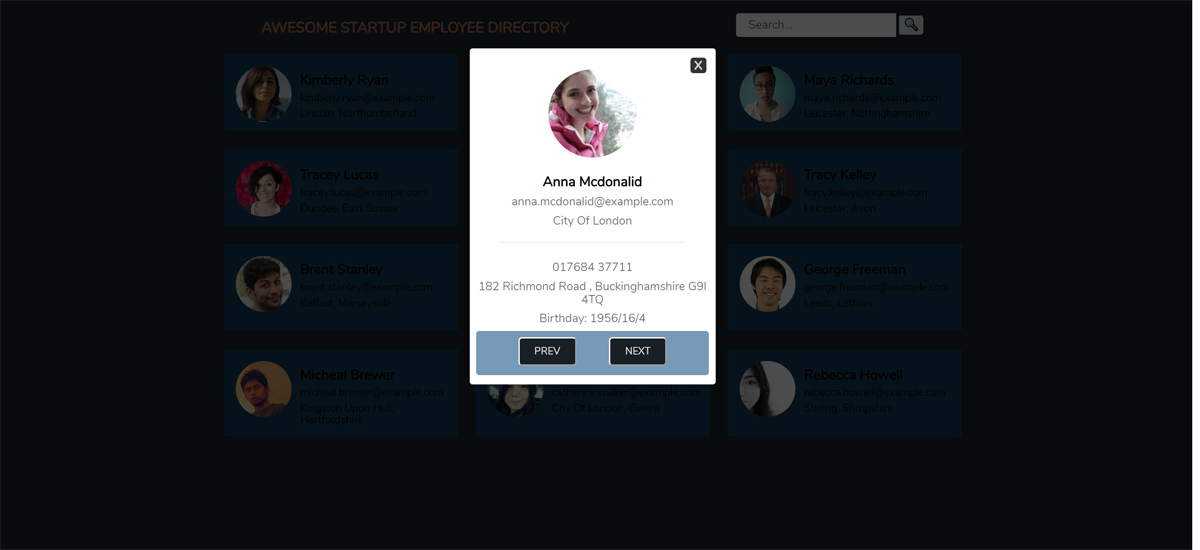 AWESOME STARTUP EMPLOYEE DIRECTORY
Search...
X
Kimberly Ryan
kimberly.ryan@example.com
Lincoln, Northumberland
Maya Richards
maya.richards@example.com
Leicester, Nottinghamshire
Tracey Lucas
tracey.lucas@example.com
Dundee, East Sussex
Anna Mcdonalid
anna.mcdonalid@example.com
City Of London
017684 37711
182 Richmond Road , Buckinghamshire G9I
4TQ
Birthday: 1956/16/4
PREV
NEXT
Tracy Kelley
tracy.kelley@example.com
Leicester, Avon
Brent Stanley
brent.stanley@example.com
Belfast, Merseyside
George Freeman
george.freeman@example.com
Leeds, Lothian
Micheal Brewer
micheal.brewer@example.com
Kingston Upon Hull,
Hertfordshire
catherine.walker@example.com
City Of London, Gwent
Rebecca Howell
rebecca.howell@example.com
Stirling, Shropshire